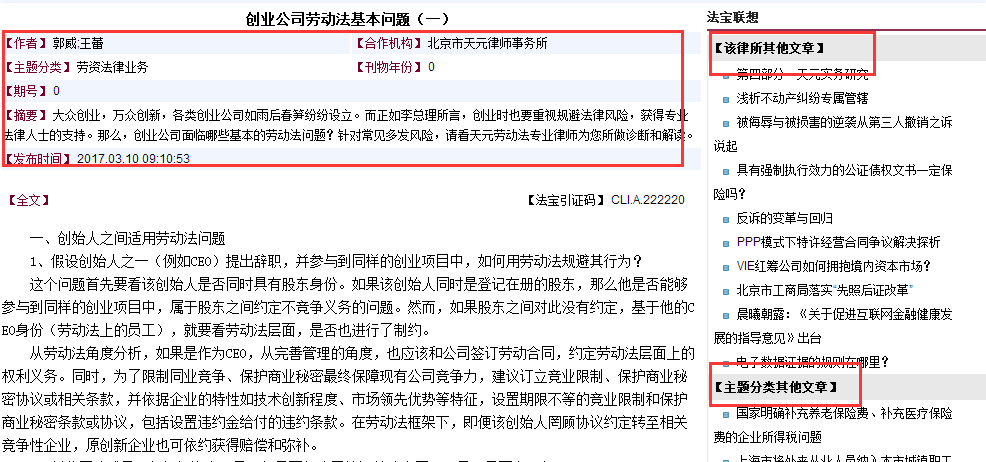 创业公司劳动法基本问题（一）
【作者】郭威;王蕾 【合作机构】北京市天元律师事务所
【主题分类】劳资法律业务 【刊物年份】0
【期号】0
【摘要】大众创业，万众创新，各类创业公司如雨后春笋纷纷设立。而正如李总理所言，创业时也要重视规避法律风险，获得专业
法律人士的支持。那么，创业公司面临哪些基本的劳动法问题？针对常见多发风险，请看天元劳动法专业律师为您所做诊断和解读。
【发布时间】2017.03.10 09:10:53
【全文】 【法宝引证码】CLI.A.222220
一、创始人之间适用劳动法问题
1、假设创始人之一（例如CEO）提出辞职，并参与到同样的创业项目中，如何用劳动法规避其行为？
这个问题首先要看该创始人是否同时具有股东身份。如果该创始人同时是登记在册的股东，那么他是否能够
参与到同样的创业项目中，属于股东之间约定不竞争义务的问题。然而，如果股东之间对此没有约定，基于他的C
EO身份（劳动法上的员工），就要看劳动法层面，是否也进行了制约。
从劳动法角度分析，如果是作为CEO，从完善管理的角度，也应该和公司签订劳动合同，约定劳动法层面上的
权利义务。同时，为了限制同业竞争、保护商业秘密最终保障现有公司竞争力，建议订立竞业限制、保护商业秘
密协议或相关条款，并依据企业的特性如技术创新程度、市场领先优势等特征，设置期限不等的竞业限制和保护
商业秘密条款或协议，包括设置违约金给付的违约条款。在劳动法框架下，即便该创始人罔顾协议约定转至相关
竞争性企业，原创新企业也可依约获得赔偿和弥补。
法宝联想
【该律所其他文章】
第四部分 天元实务研究
浅析不动产纠纷专属管辖
被侮辱与被损害的逆袭从第三人撤销之诉
说起
具有强制执行效力的公证债权文书一定保
险吗？
反诉的变革与回归
PPP模式下特许经营合同争议解决探析
VIE红筹公司如何拥抱境内资本市场？
北京市工商局落实“先照后证改革”
晨曦朝露：《关于促进互联网金融健康发
展的指导意见》出台
电子数据证据的规则在哪里？
【主题分类其他文章】
国家明确补充养老保险费、补充医疗保险
费的企业所得税问题
上海市将外来从业人员纳入本市城镇职工